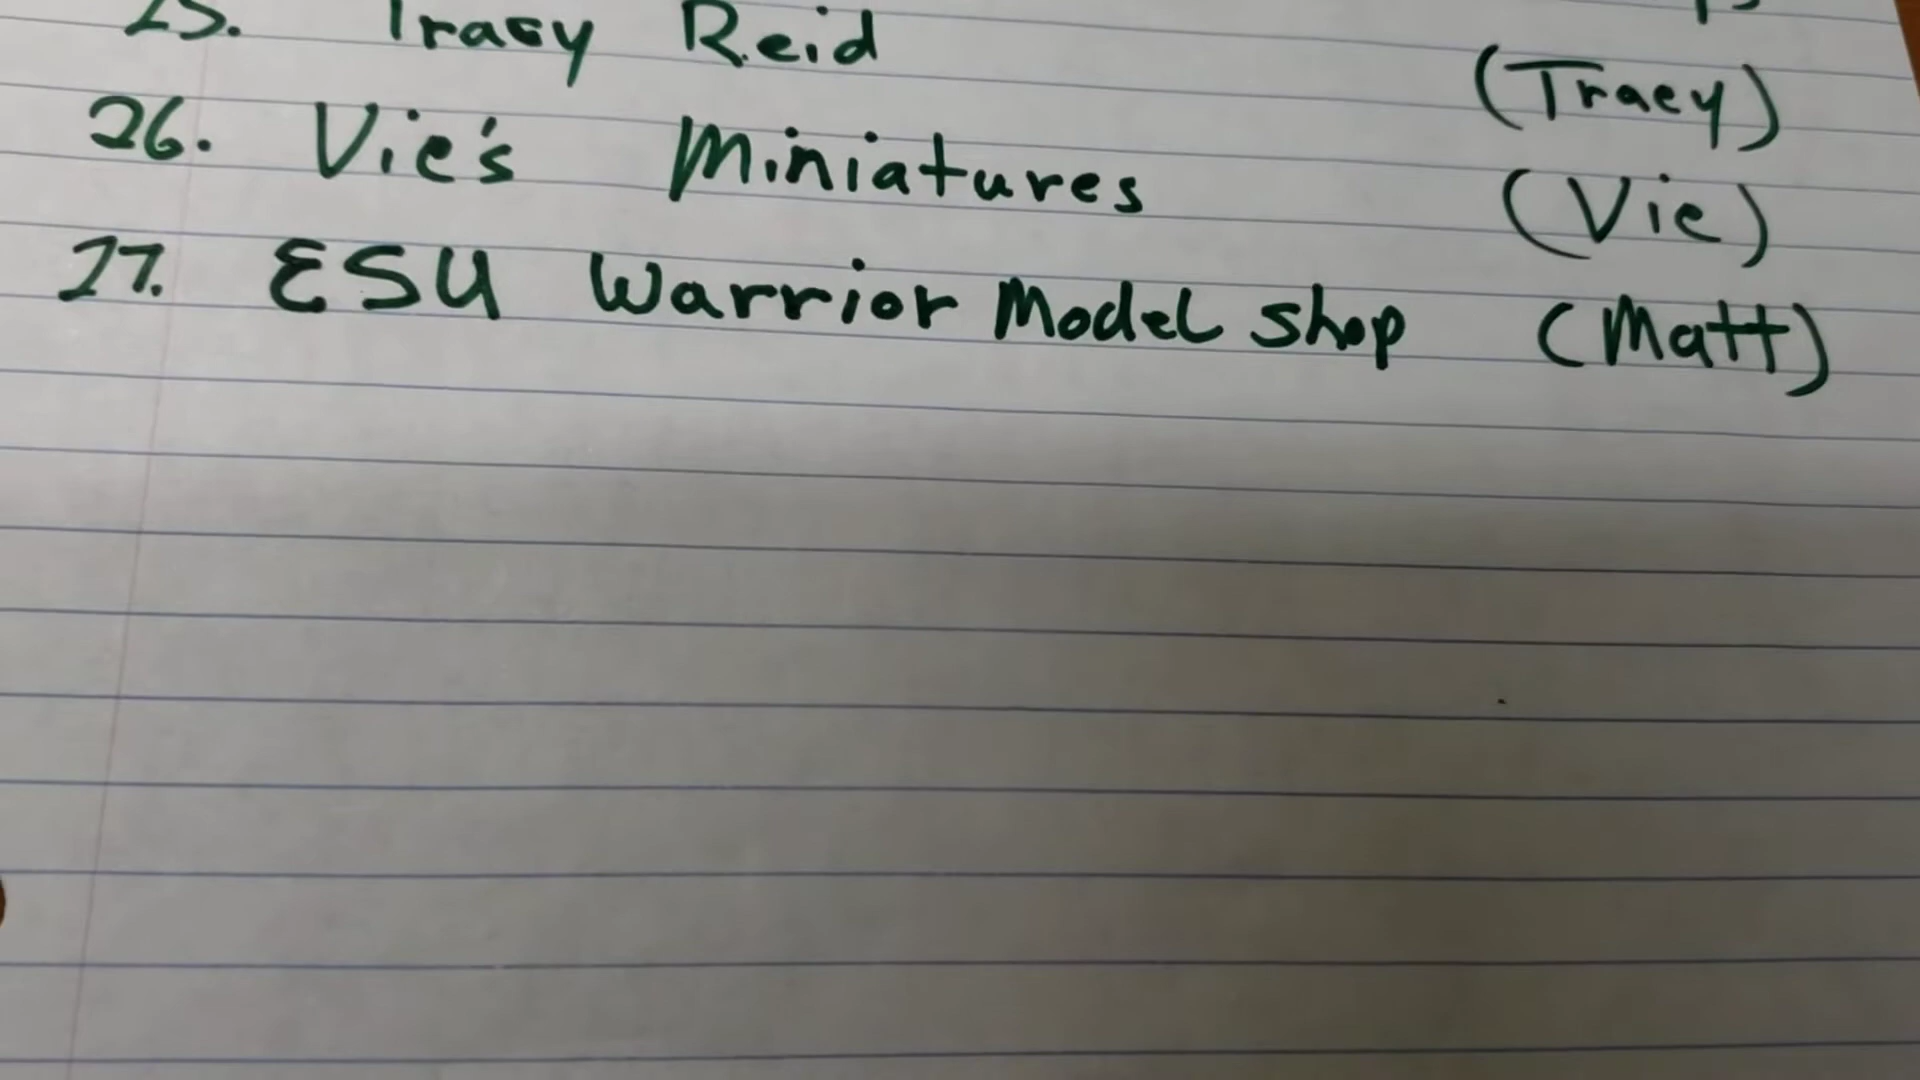 25. Tracy Reid (Tracy)
26. Vie's Miniatures (Vie)
27. ESU Warrior Model Shop (Matt)